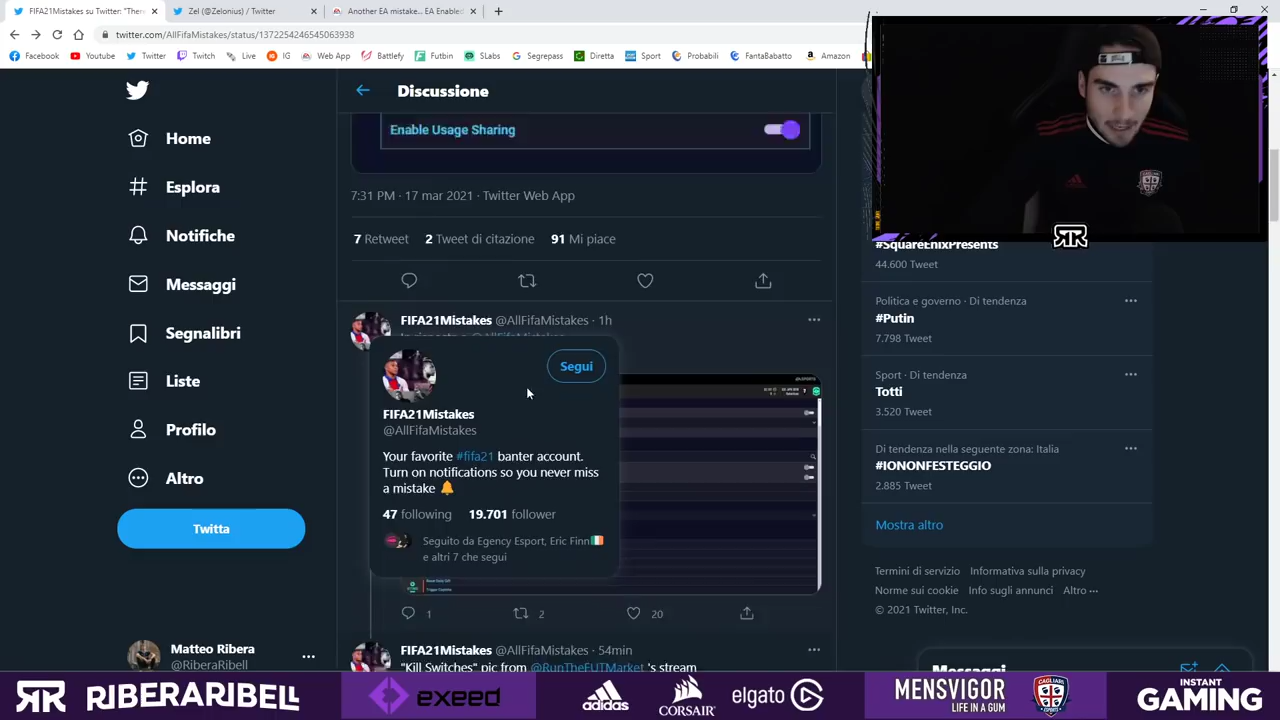 FIFA21Mistakes su Twitter: "The
Zel (@Zelonius) / Twitter
Another EA mistake... EA Enabled
twitter.com/AllFifaMistakes/status/1372254246545063938
Facebook
Youtube
Twitter
Twitch
Live
IG
Web App
Battlefy
Futbin
SLabs
Segrepass
Diretta
Sport
Probabili
FantaBabatto
Amazon
Discussione
Enable Usage Sharing
7:31 PM · 17 mar 2021 · Twitter Web App
7 Retweet 2 Tweet di citazione 91 Mi piace
FIFA21Mistakes @AllFifaMistakes · 1h
Segui
FIFA21Mistakes
@AllFifaMistakes
Your favorite #fifa21 banter account.
Turn on notifications so you never miss
a mistake 🔔
47 following 19.701 follower
Seguito da Egency Esport, Eric Finn🇮🇪
e altri 7 che segui
1
2
20
FIFA21Mistakes @AllFifaMistakes · 54min
"Kill Switches" pic from @RunTheFUTMarket 's stream
Home
Esplora
Notifiche
Messaggi
Segnalibri
Liste
Profilo
Altro
Twitta
Matteo Ribera
@RiberaRibell
#SquareEnixPresents
44.600 Tweet
Politica e governo · Di tendenza
#Putin
7.798 Tweet
Sport · Di tendenza
Totti
3.520 Tweet
Di tendenza nella seguente zona: Italia
#IONONFESTEGGIO
2.885 Tweet
Mostra altro
Termini di servizio Informativa sulla privacy
Norme sui cookie Info sugli annunci Altro ···
© 2021 Twitter, Inc.
Messaggi
RR RIBERARIBELL
exeed
adidas
CORSAIR
elgato
MENSVIGOR
LIFE IN A GUM
CAGLIARI
ESPORTS
INSTANT
GAMING